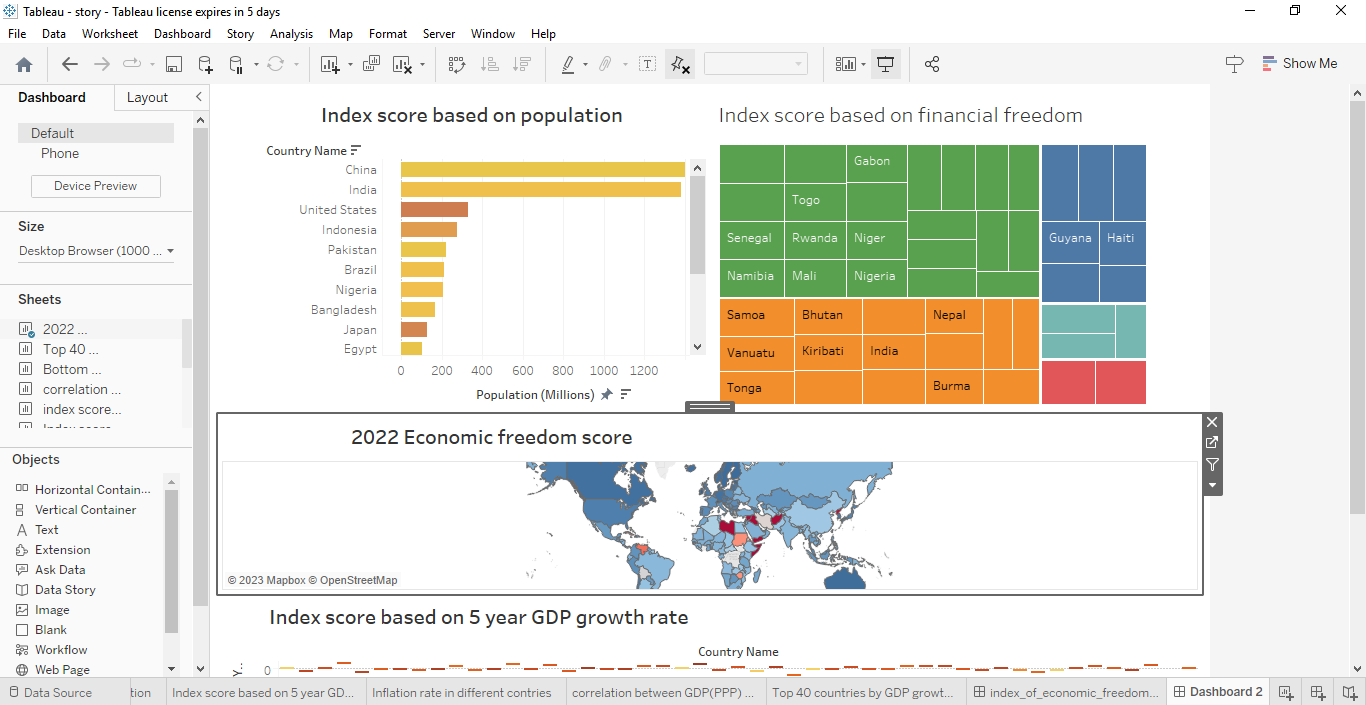 Tableau - story - Tableau license expires in 5 days
File Data Worksheet Dashboard Story Analysis Map Format Server Window Help
Show Me
Dashboard Layout
Default
Phone
Device Preview
Size
Desktop Browser (1000 ...
Sheets
2022 ...
Top 40 ...
Bottom ...
correlation ...
index score...
Objects
Horizontal Contain...
Vertical Container
Text
Extension
Ask Data
Data Story
Image
Blank
Workflow
Web Page
Index score based on population
Country Name
China
India
United States
Indonesia
Pakistan
Brazil
Nigeria
Bangladesh
Japan
Egypt
0 200 400 600 800 1000 1200
Population (Millions)
Index score based on financial freedom
Gabon
Togo
Senegal Rwanda Niger
Namibia Mali Nigeria
Guyana Haiti
Samoa Bhutan Nepal
Vanuatu Kiribati India
Tonga Burma
2022 Economic freedom score
© 2023 Mapbox © OpenStreetMap
Index score based on 5 year GDP growth rate
Country Name
Y... 0
Data Source tion Index score based on 5 year GD... Inflation rate in different contries correlation between GDP(PPP) ... Top 40 countries by GDP growt... index_of_economic_freedom... Dashboard 2